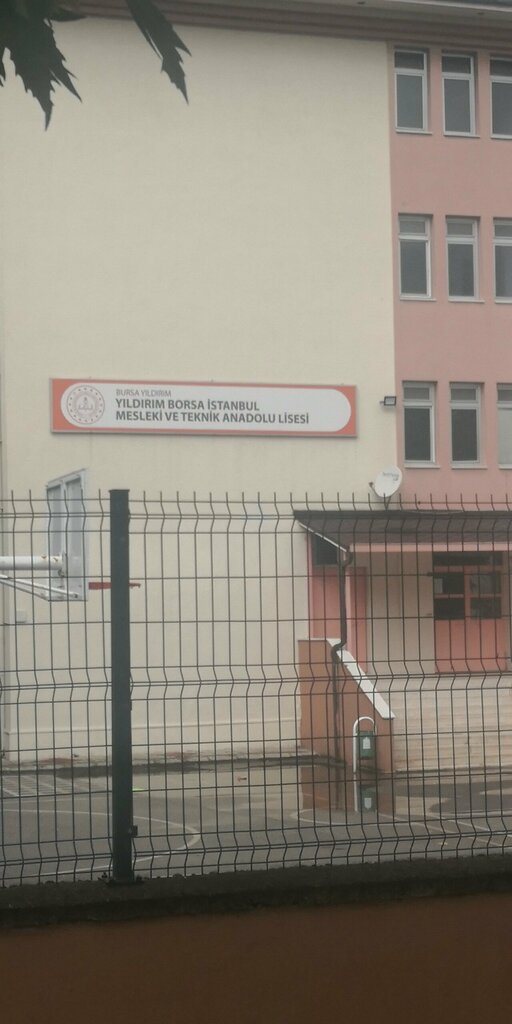 BURSA YILDIRIM
YILDIRIM BORSA İSTANBUL
MESLEKİ VE TEKNİK ANADOLU LİSESİ